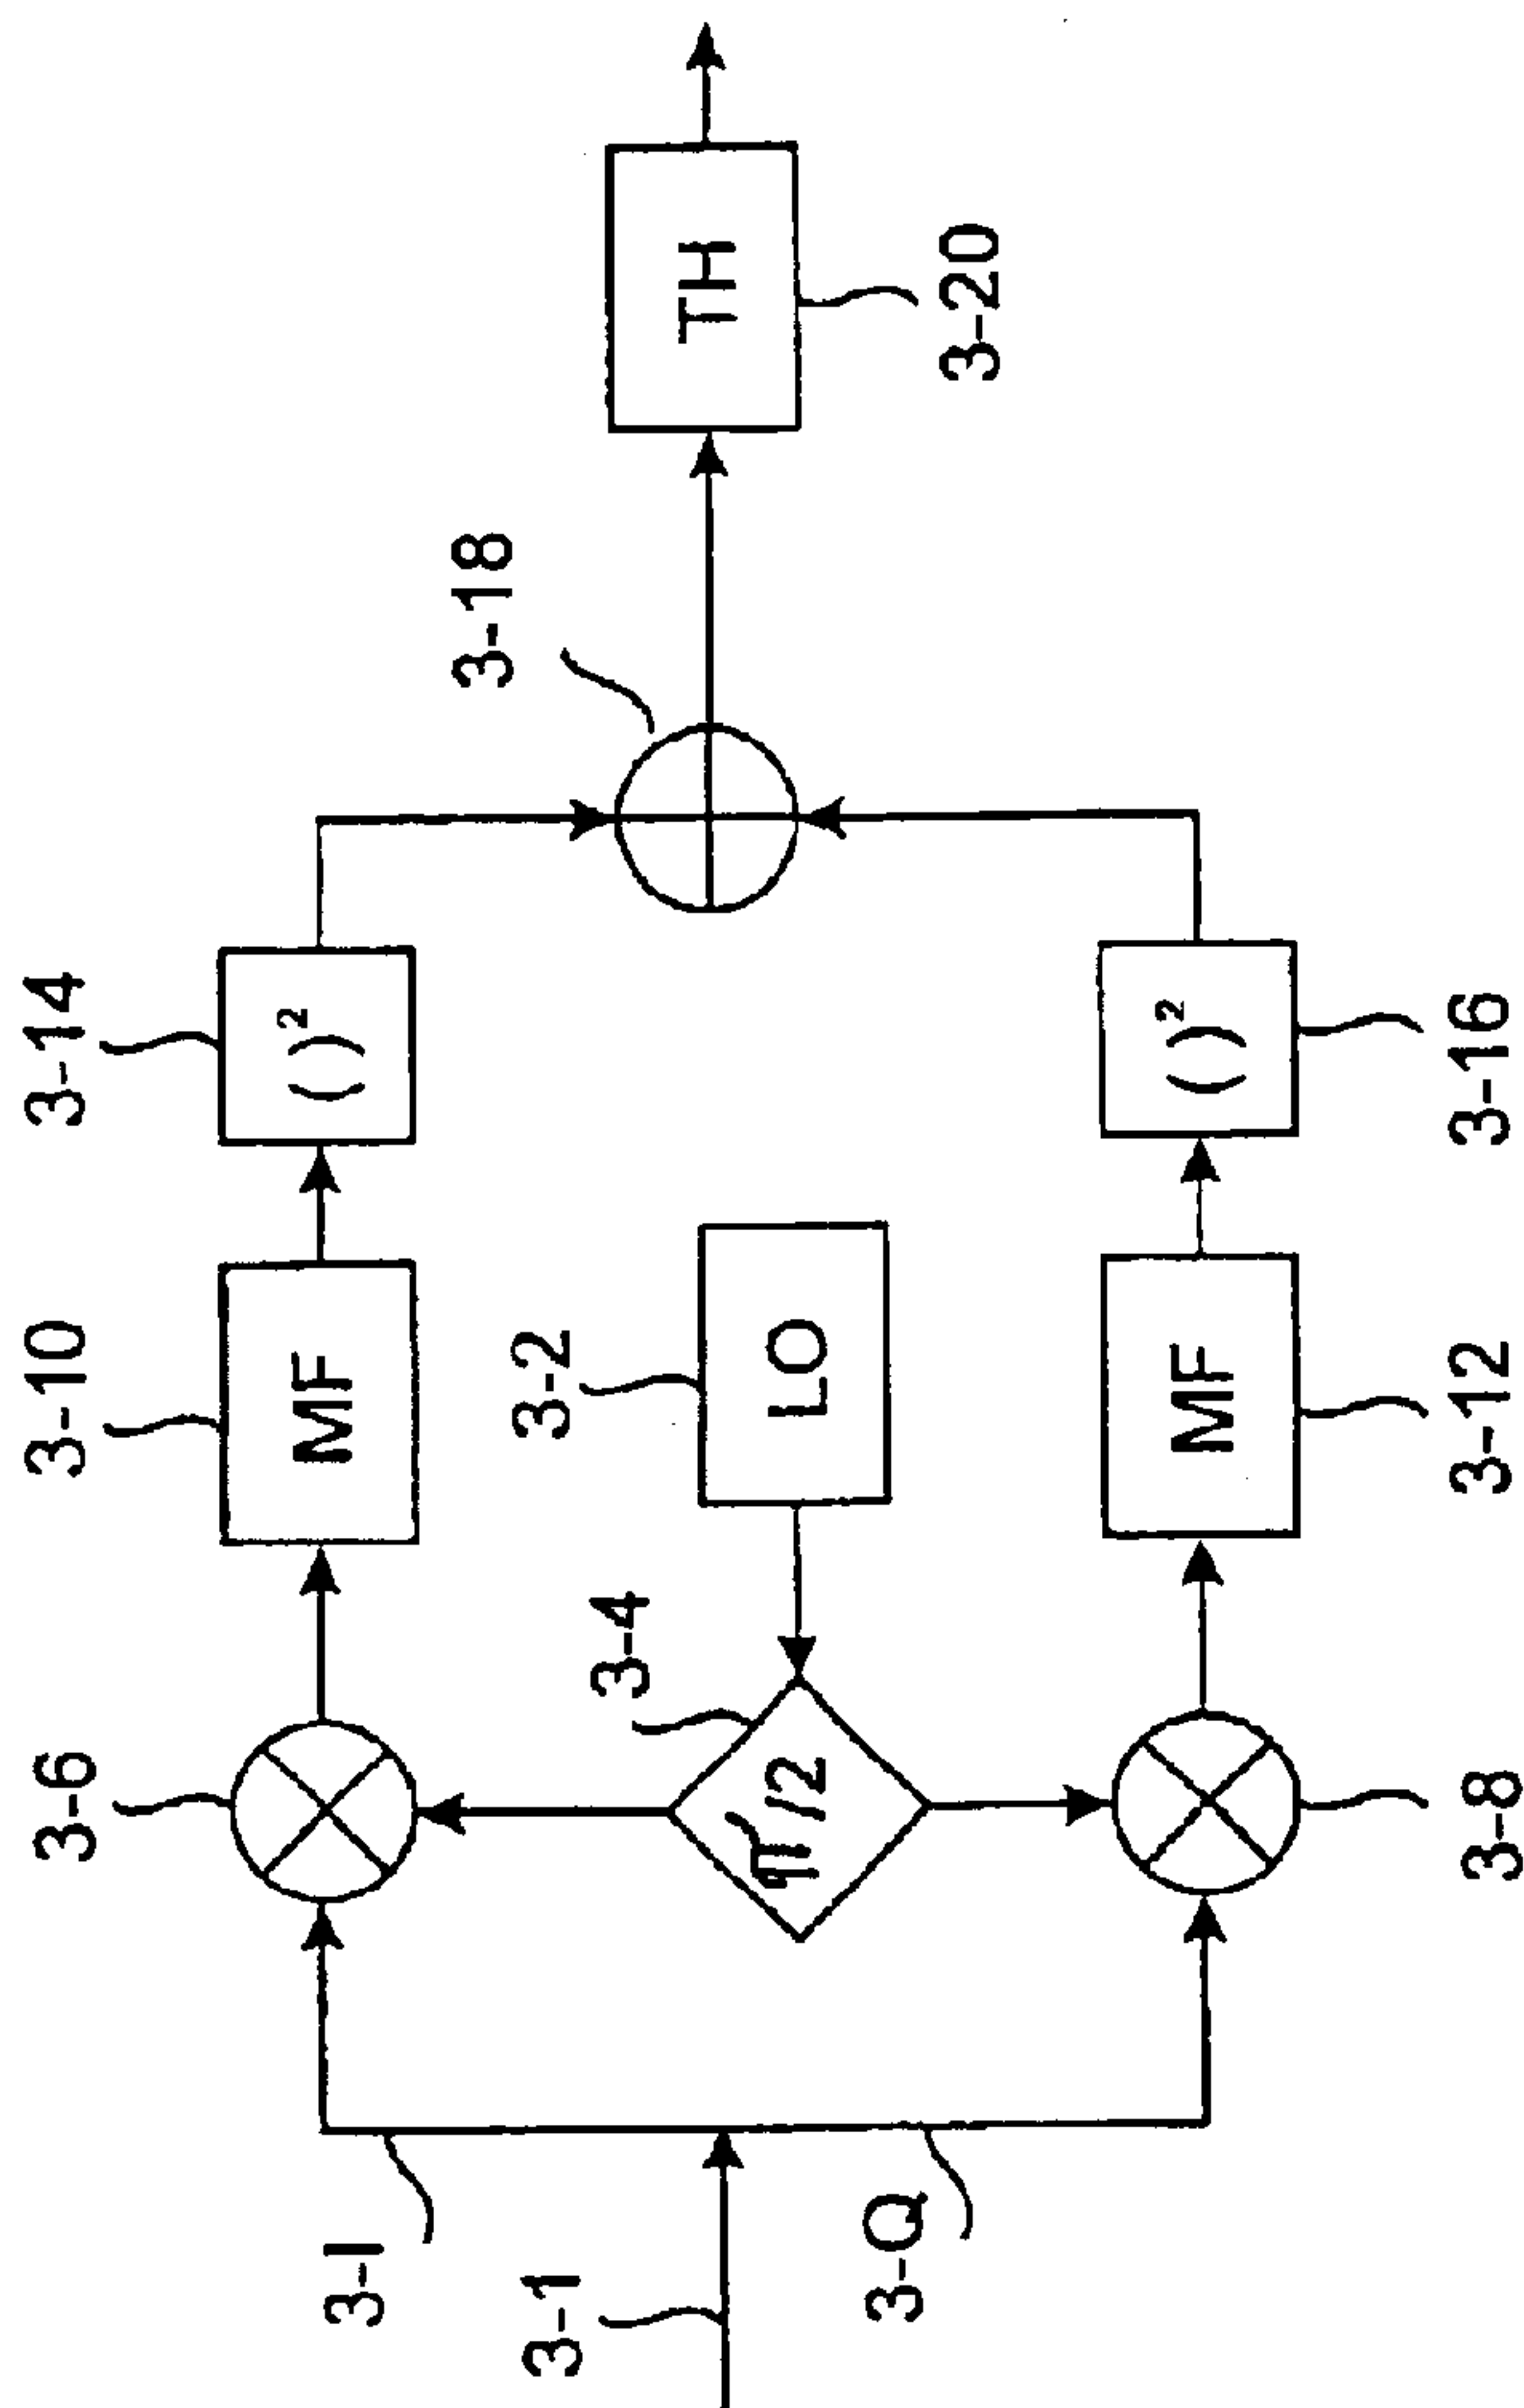 3-6
3-10
3-14
MF
( )²
3-I
3-4
3-2
3-18
3-1
π/2
LO
TH
3-Q
3-20
MF
( )²
3-8
3-12
3-16